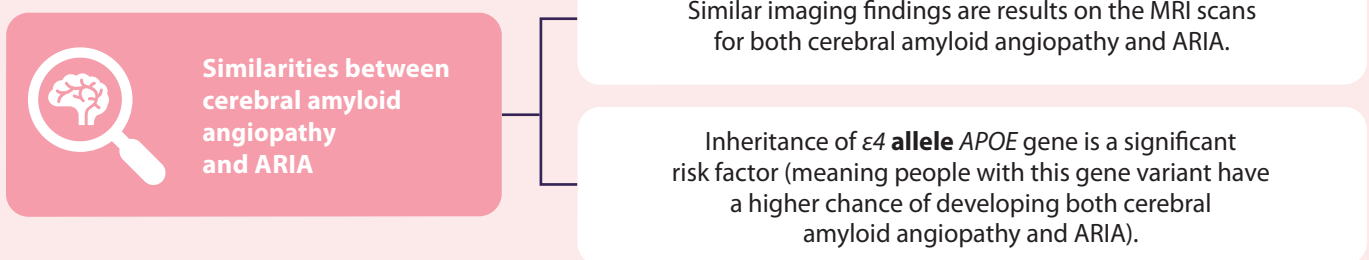 Similarities between
cerebral amyloid
angiopathy
and ARIA
Similar imaging findings are results on the MRI scans
for both cerebral amyloid angiopathy and ARIA.
Inheritance of ε4 allele APOE gene is a significant
risk factor (meaning people with this gene variant have
a higher chance of developing both cerebral
amyloid angiopathy and ARIA).